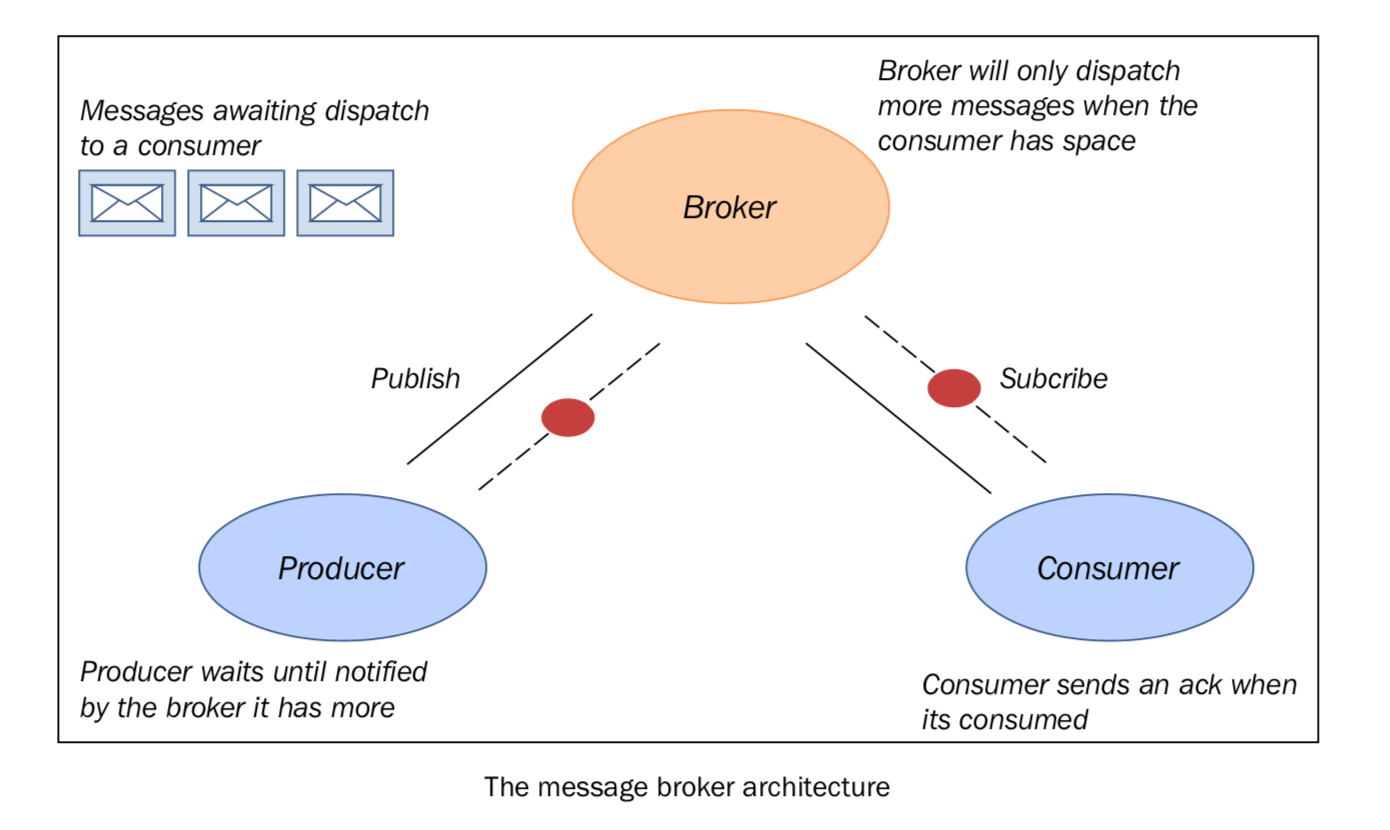 Messages awaiting dispatch
to a consumer
Broker will only dispatch
more messages when the
consumer has space
Broker
Publish
Subcribe
Producer
Consumer
Producer waits until notified
by the broker it has more
Consumer sends an ack when
its consumed
The message broker architecture